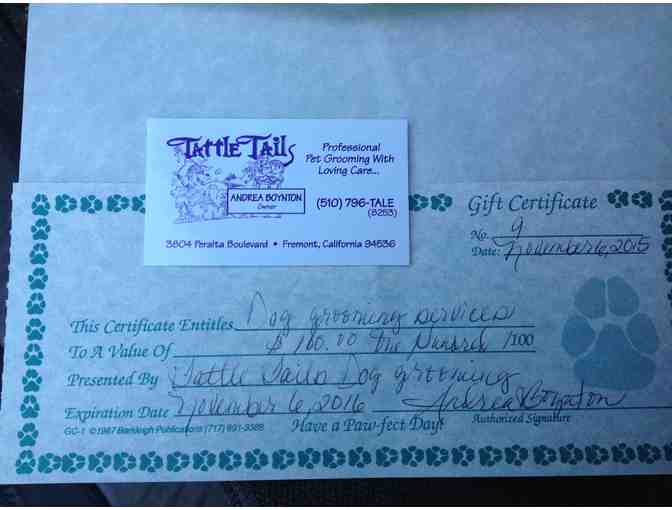 TATTLE TAILS
Professional
Pet Grooming With
Loving Care...
ANDREA BOYNTON
Owner
(510) 796-TALE
(8253)
3804 Peralta Boulevard • Fremont, California 94536
Gift Certificate
No. 9
Date: November 6, 2015
This Certificate Entitles Dog grooming services
To A Value Of $100.00 One Hundred /100
Presented By Tattle Tails Dog grooming
Expiration Date November 6, 2016 Andrea Boynton
GC-1 ©1987 Barkleigh Publications (717) 691-3388 Have a Paw-fect Day! Authorized Signature